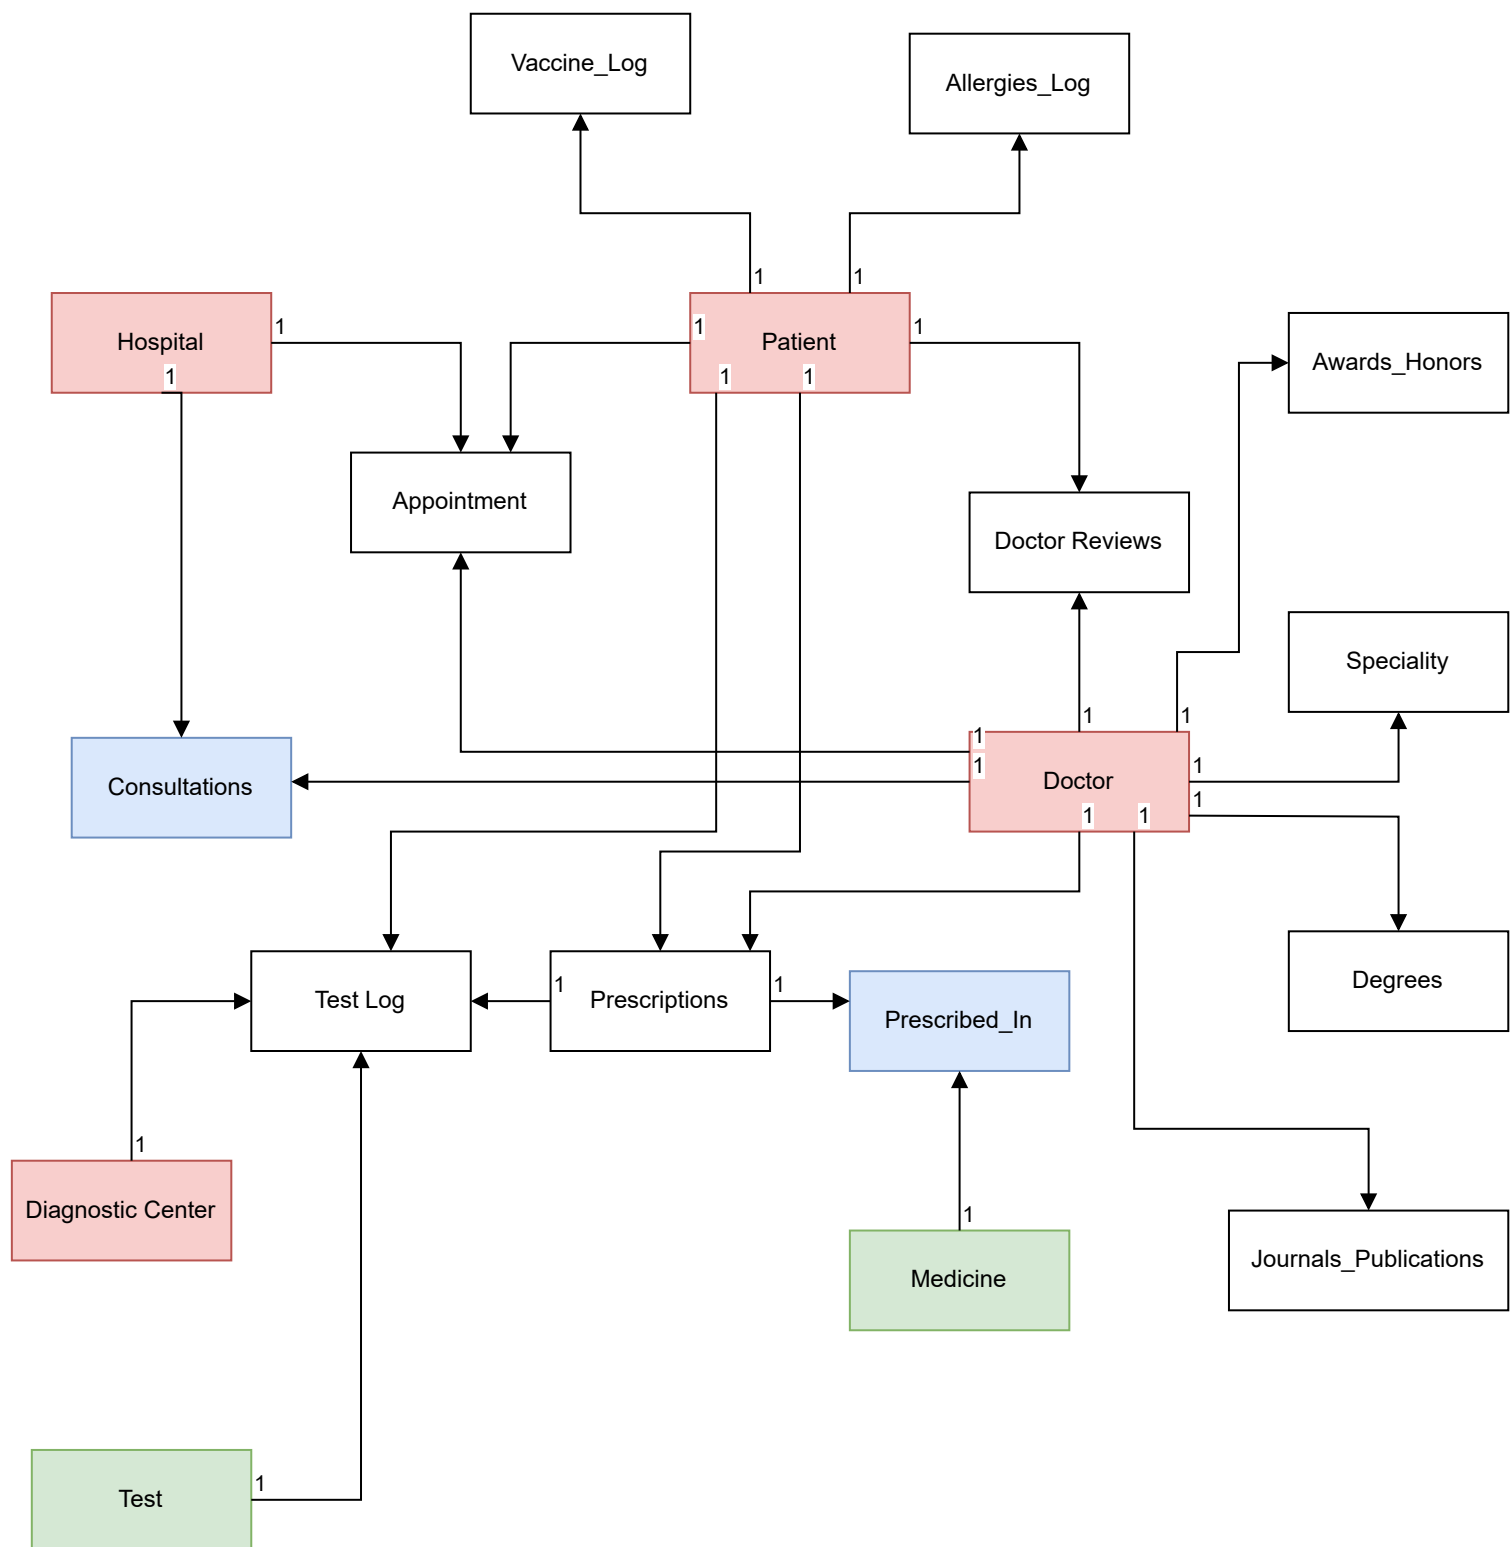 Vaccine_Log
Allergies_Log
1
1
Hospital
1
1
Patient
1
1
1
1
Awards_Honors
Appointment
Doctor Reviews
Speciality
1
1
1
1
Doctor
1
1
1
1
Consultations
Test Log
1
Prescriptions
1
Prescribed_In
Degrees
1
Diagnostic Center
1
Medicine
Journals_Publications
Test
1